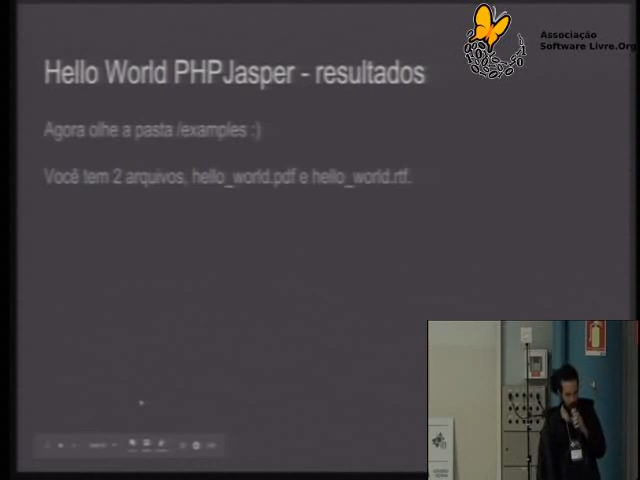 Associação
Software Livre.Org
Hello World PHPJasper - resultados
Agora olhe a pasta /examples :)
Você tem 2 arquivos, hello_world.pdf e hello_world.rtf.